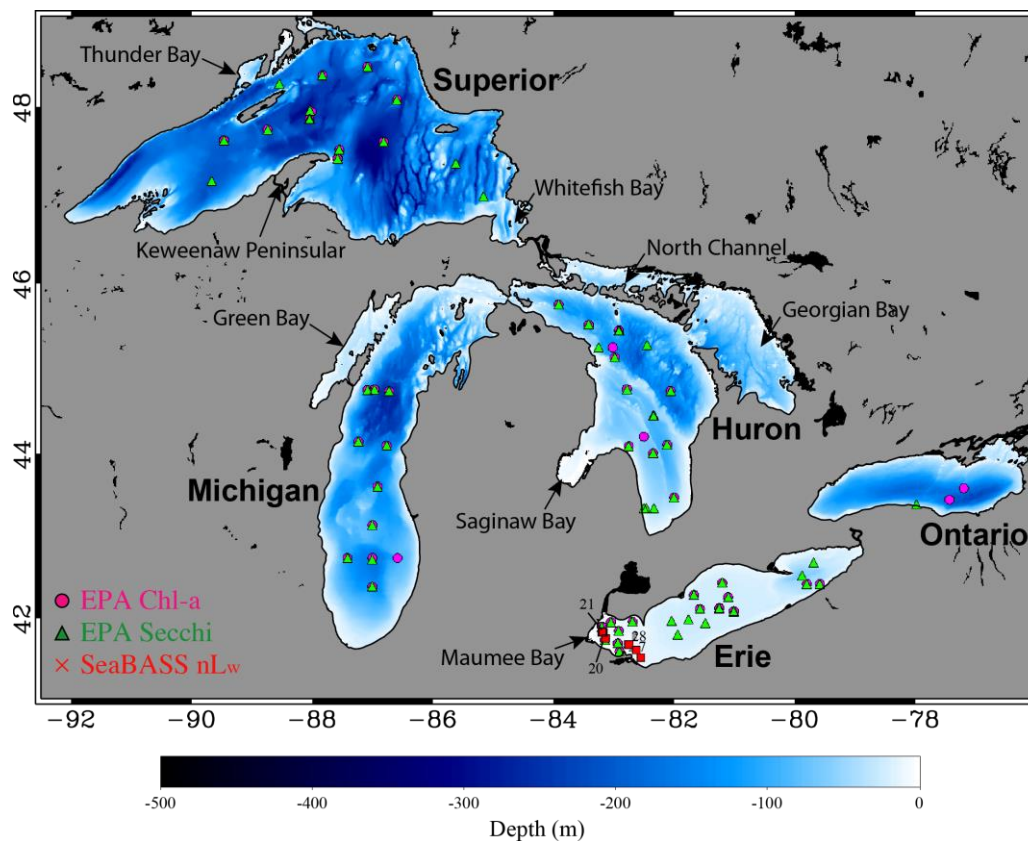 Thunder Bay
Superior
48
Whitefish Bay
Keweenaw Peninsular
North Channel
46
Green Bay
Georgian Bay
44
Huron
Michigan
Saginaw Bay
Ontario
42
EPA Chl-a
EPA Secchi
SeaBASS nLw
21
28
7
20
Maumee Bay
Erie
-92 -90 -88 -86 -84 -82 -80 -78
-500 -400 -300 -200 -100 0
Depth (m)